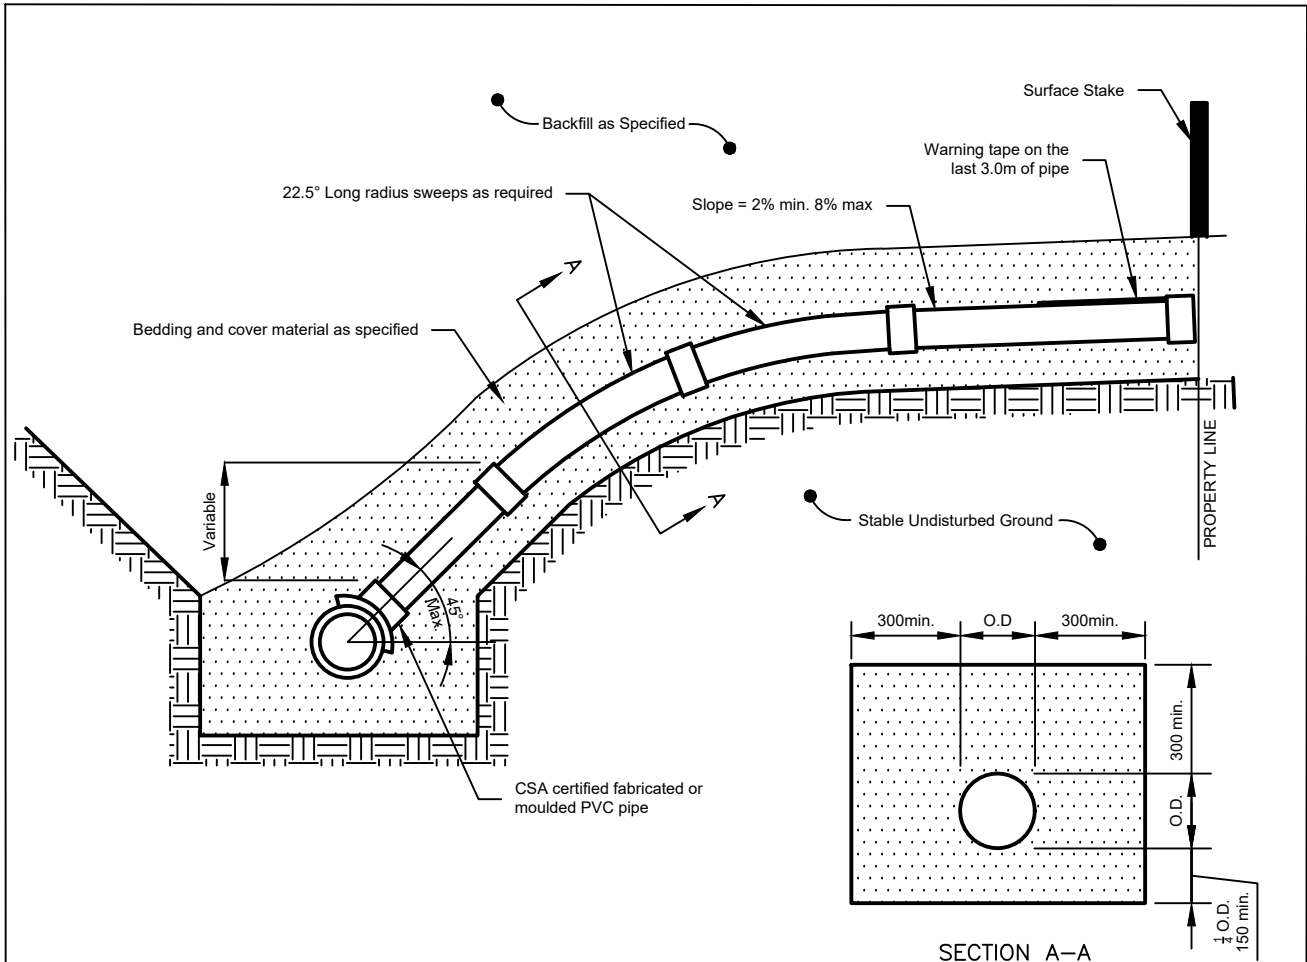 Surface Stake
Backfill as Specified
Warning tape on the
last 3.0m of pipe
22.5° Long radius sweeps as required
Slope = 2% min. 8% max
A
Bedding and cover material as specified
Variable
A
Stable Undisturbed Ground
PROPERTY LINE
45°
Max.
CSA certified fabricated or
moulded PVC pipe
300min.
O.D
300min.
300 min.
O.D.
1/4 O.D.
150 min.
SECTION A-A